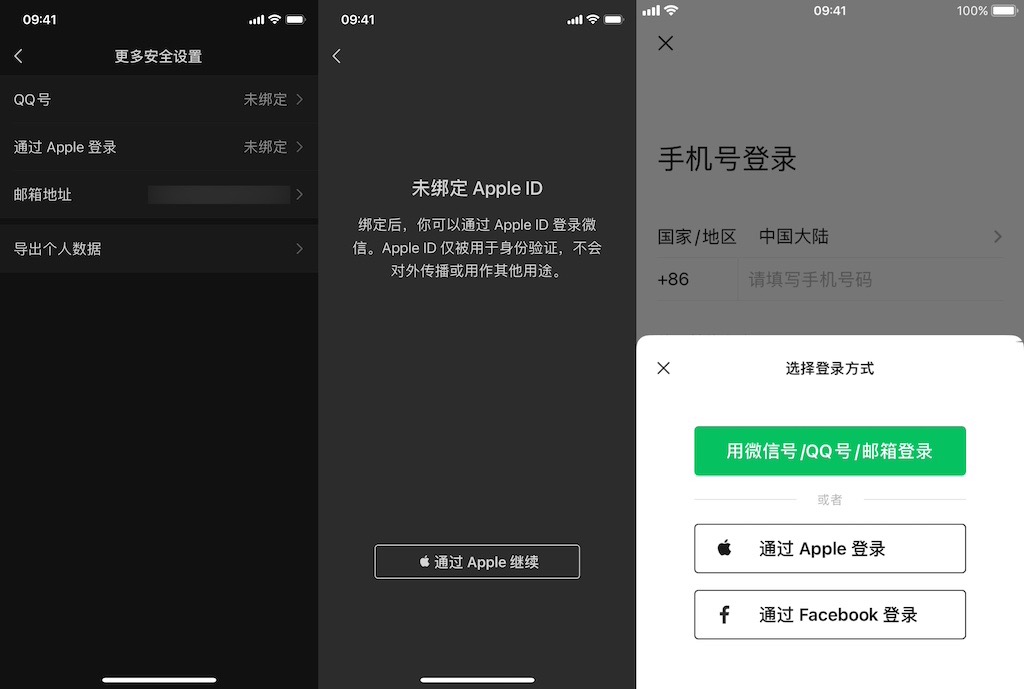 09:41
更多安全设置
QQ号 未绑定
通过 Apple 登录 未绑定
邮箱地址
导出个人数据
09:41
未绑定 Apple ID
绑定后，你可以通过 Apple ID 登录微
信。Apple ID 仅被用于身份验证，不会
对外传播或用作其他用途。
通过 Apple 继续
09:41 100%
手机号登录
国家/地区 中国大陆
+86 请填写手机号码
选择登录方式
用微信号/QQ号/邮箱登录
或者
通过 Apple 登录
通过 Facebook 登录